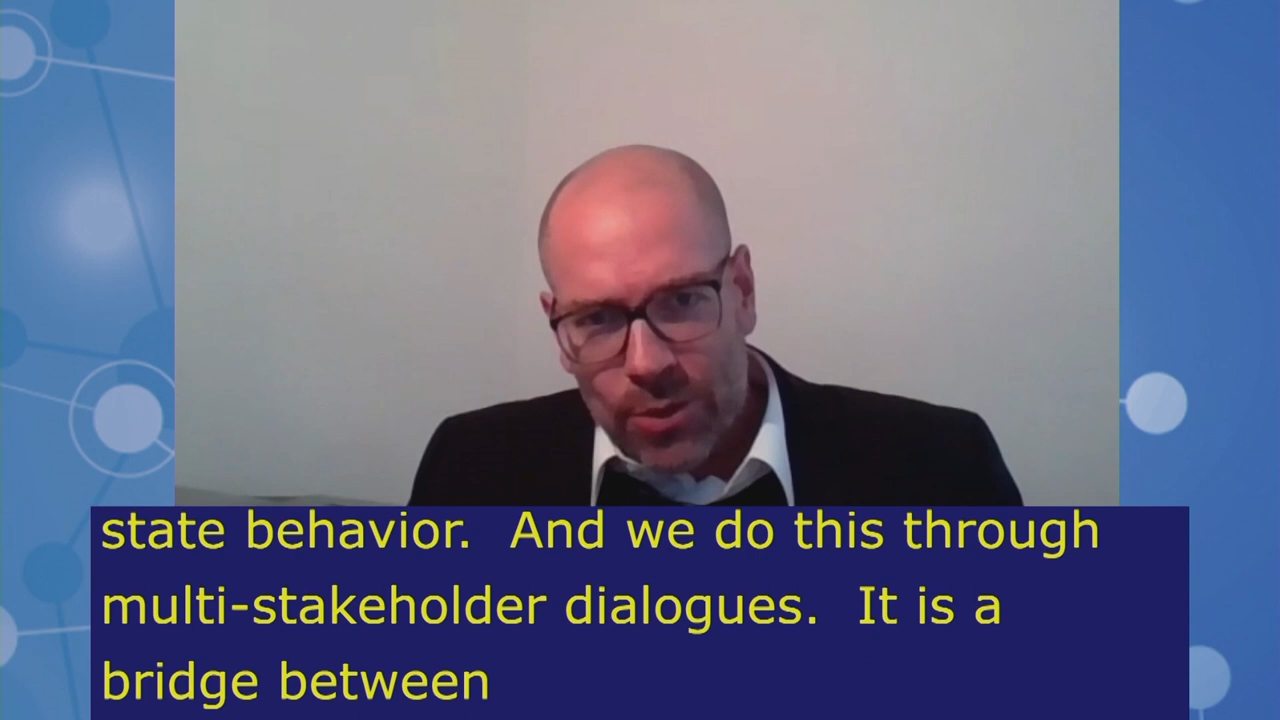 state behavior.  And we do this through
multi-stakeholder dialogues.  It is a
bridge between